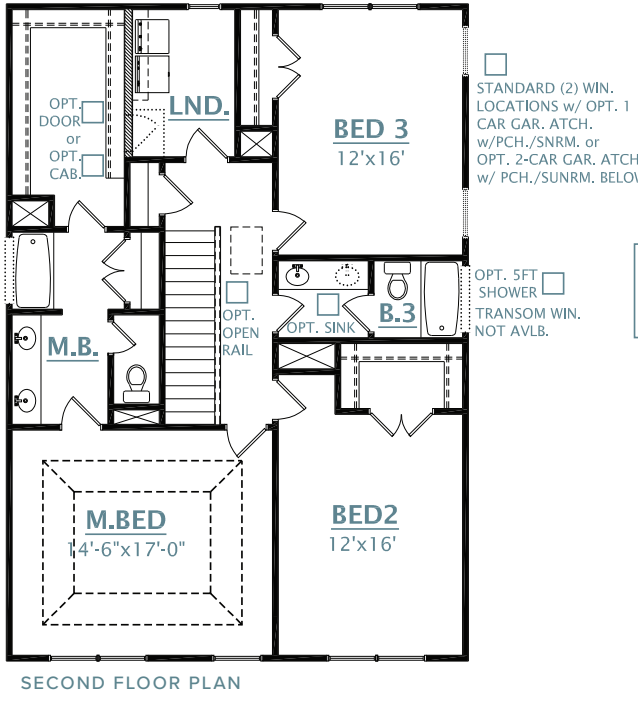 LND.
OPT.
DOOR
or
OPT.
CAB.
BED 3
12'x16'
STANDARD (2) WIN.
LOCATIONS w/ OPT. 1
CAR GAR. ATCH.
w/PCH./SNRM. or
OPT. 2-CAR GAR. ATCH
w/ PCH./SUNRM. BELOW
OPT. 5FT
SHOWER
TRANSOM WIN.
NOT AVLB.
OPT.
OPEN
RAIL
OPT. SINK
B.3
M.B.
M.BED
14'-6"x17'-0"
BED2
12'x16'
SECOND FLOOR PLAN